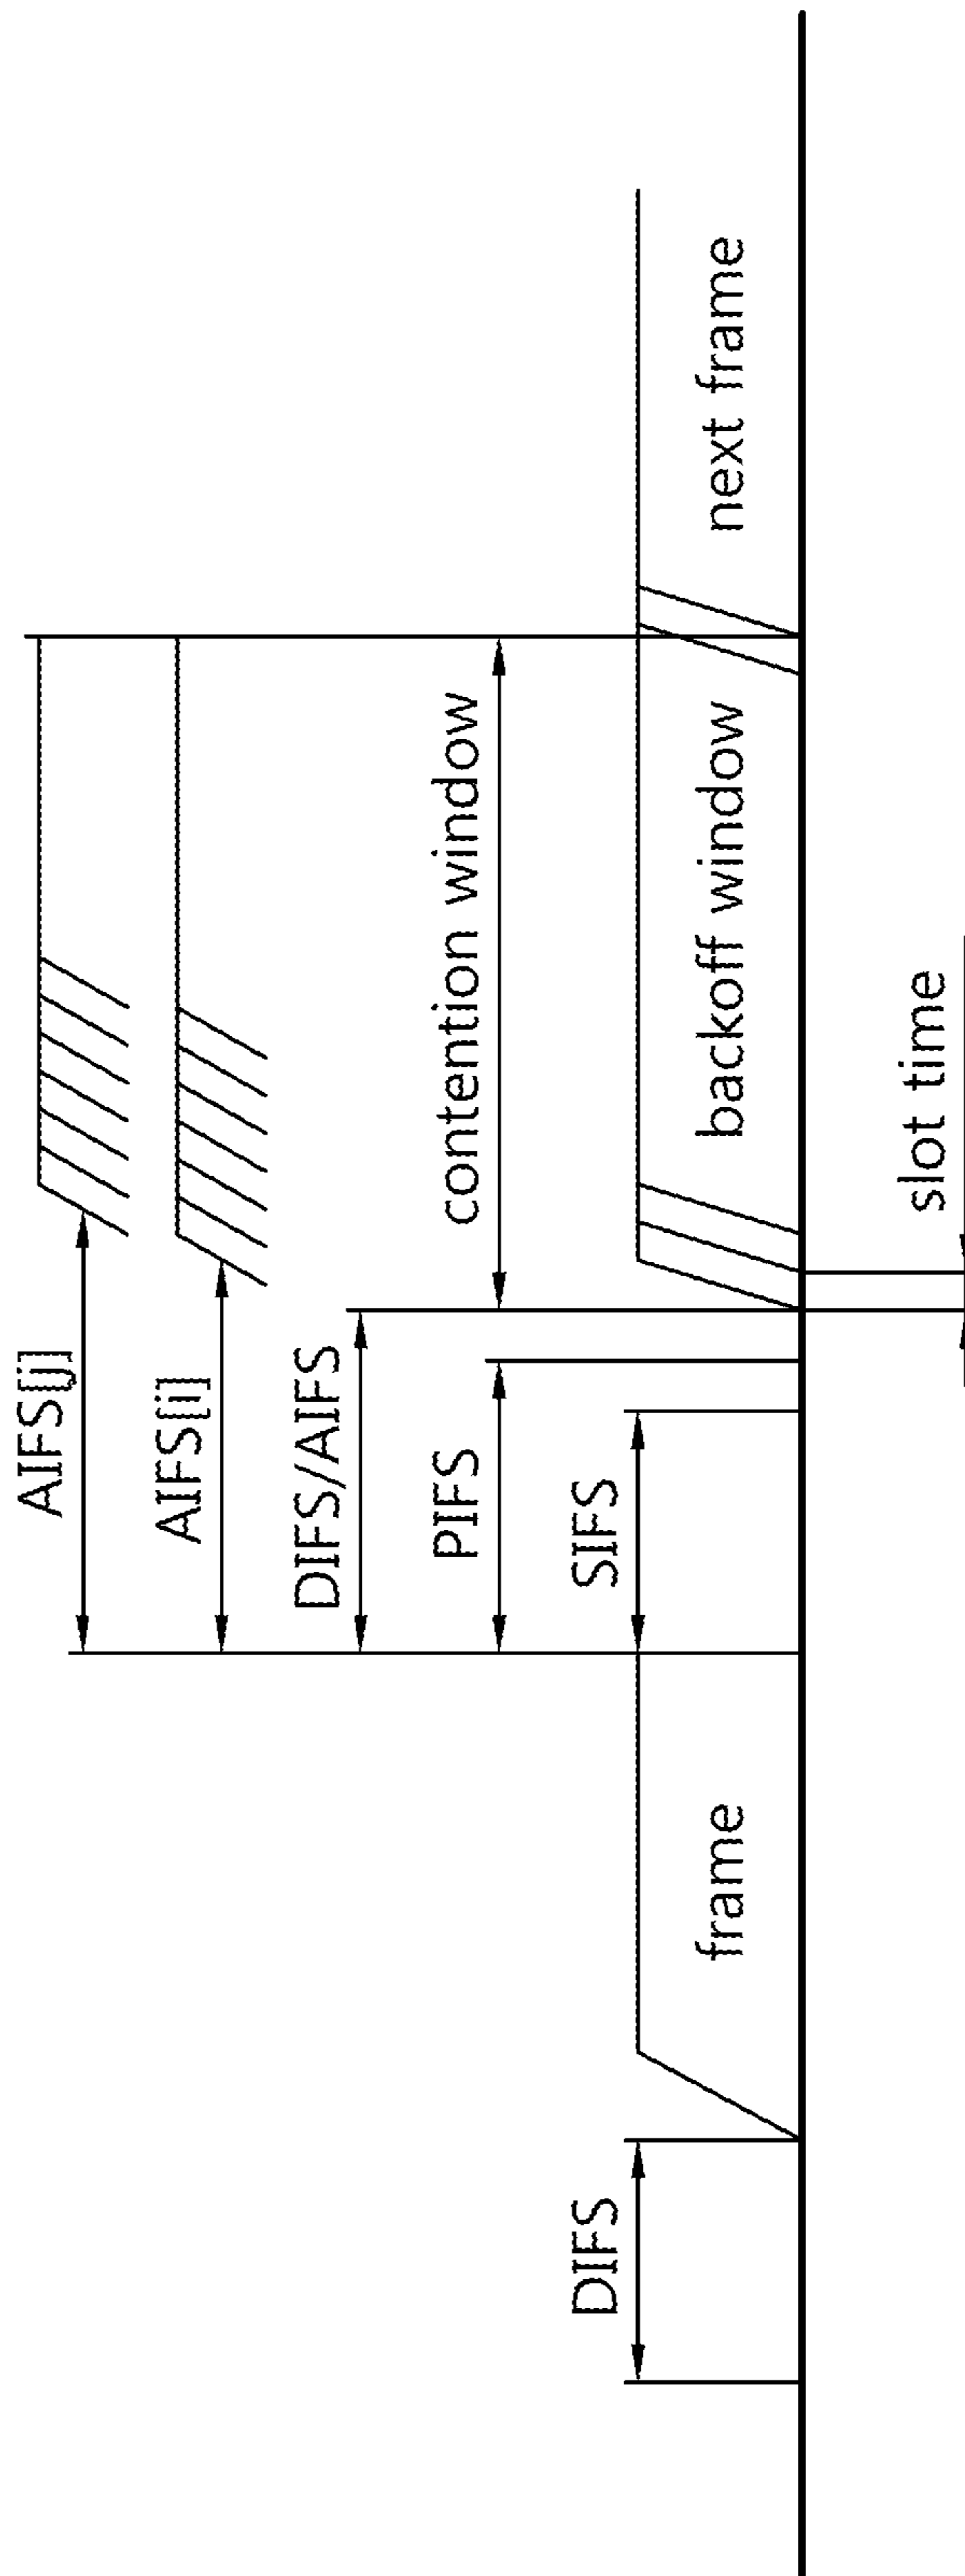 AIFS[j]
AIFS[i]
DIFS/AIFS
PIFS
contention window
DIFS
SIFS
frame
backoff window
next frame
slot time